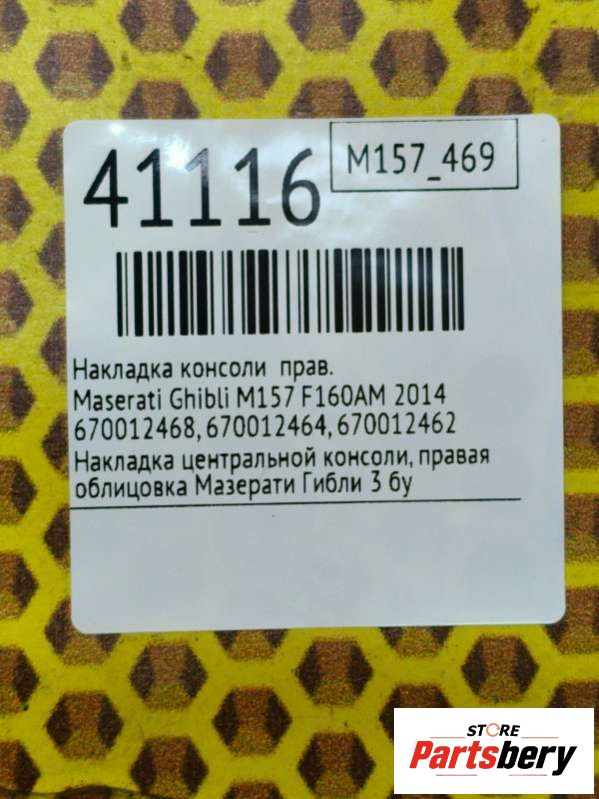 41116
M157_469
Накладка консоли прав.
Maserati Ghibli M157 F160AM 2014
670012468, 670012464, 670012462
Накладка центральной консоли, правая
облицовка Мазерати Гибли 3 бу
STORE
Partsbery